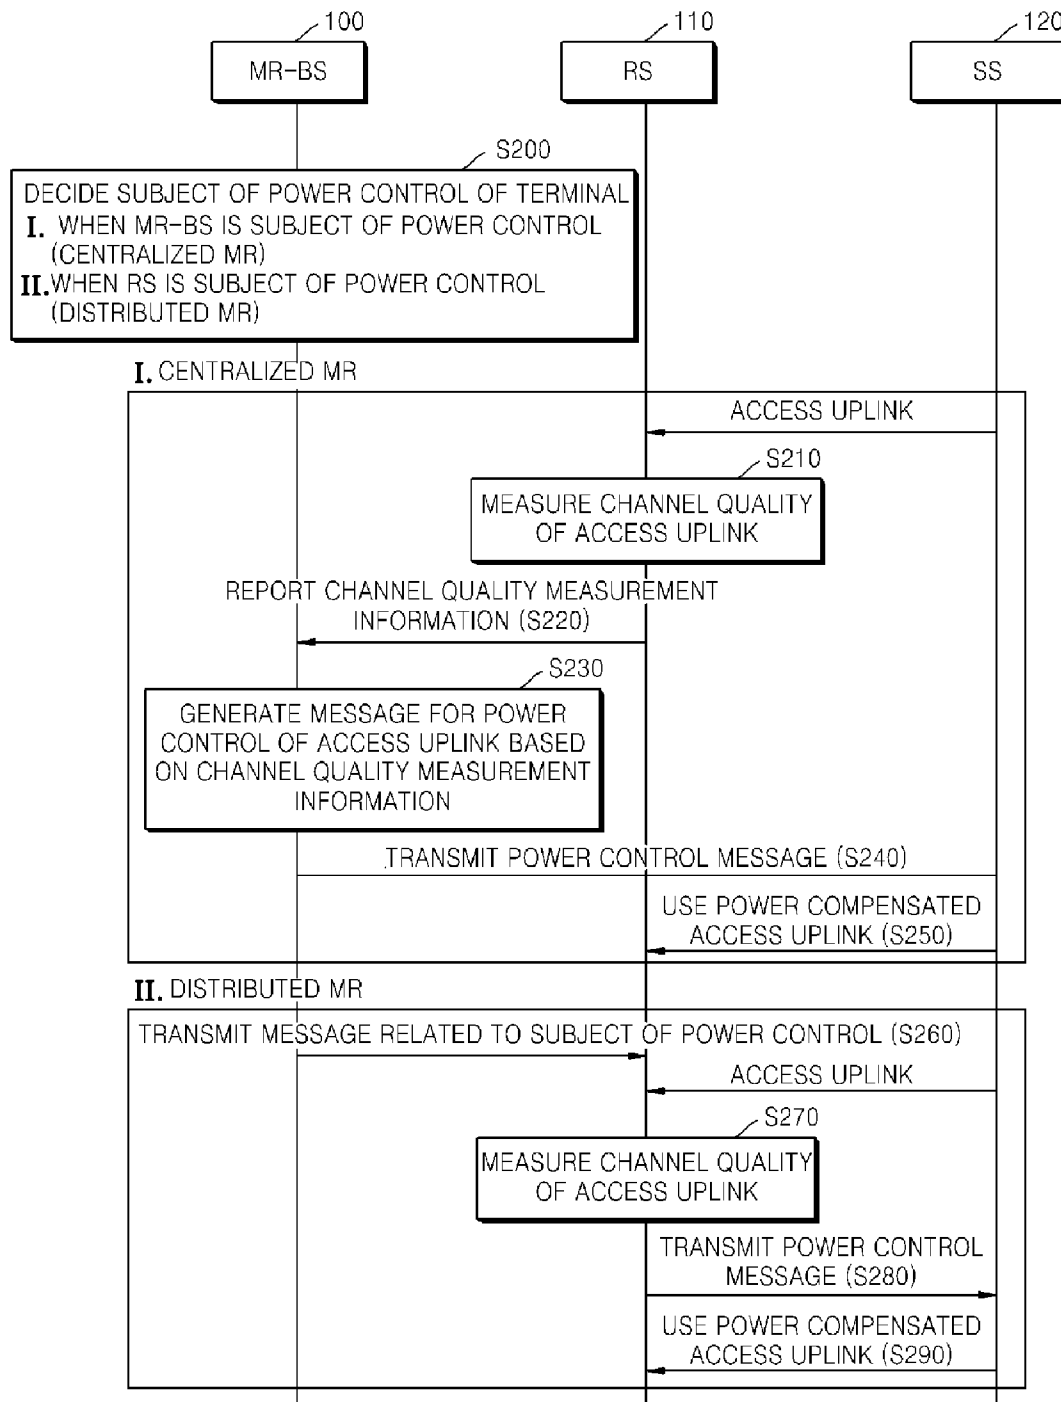 100
110
120
MR-BS
RS
SS
S200
DECIDE SUBJECT OF POWER CONTROL OF TERMINAL
I. WHEN MR-BS IS SUBJECT OF POWER CONTROL
(CENTRALIZED MR)
II. WHEN RS IS SUBJECT OF POWER CONTROL
(DISTRIBUTED MR)
I. CENTRALIZED MR
ACCESS UPLINK
S210
MEASURE CHANNEL QUALITY
OF ACCESS UPLINK
REPORT CHANNEL QUALITY MEASUREMENT
INFORMATION (S220)
S230
GENERATE MESSAGE FOR POWER
CONTROL OF ACCESS UPLINK BASED
ON CHANNEL QUALITY MEASUREMENT
INFORMATION
TRANSMIT POWER CONTROL MESSAGE (S240)
USE POWER COMPENSATED
ACCESS UPLINK (S250)
II. DISTRIBUTED MR
TRANSMIT MESSAGE RELATED TO SUBJECT OF POWER CONTROL (S260)
ACCESS UPLINK
S270
MEASURE CHANNEL QUALITY
OF ACCESS UPLINK
TRANSMIT POWER CONTROL
MESSAGE (S280)
USE POWER COMPENSATED
ACCESS UPLINK (S290)